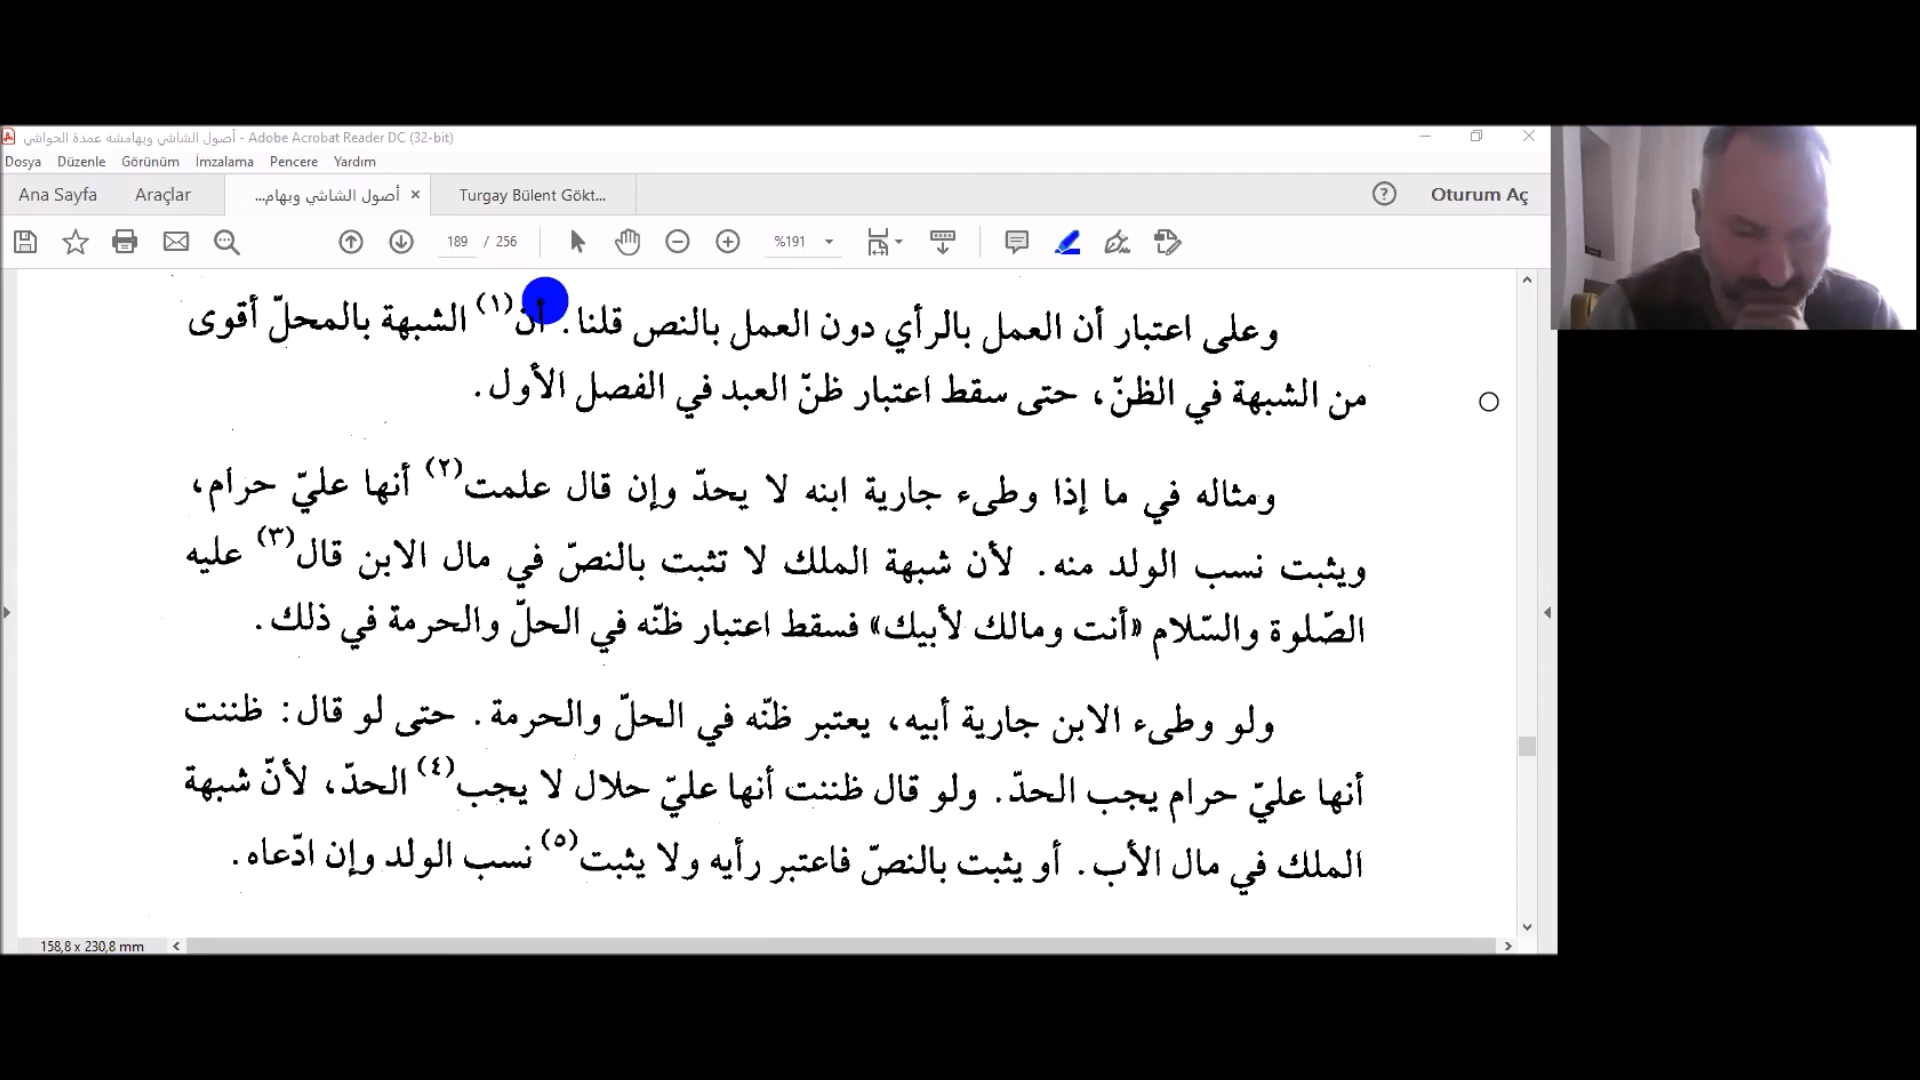 أصول الشاشي وبهامشه عمدة الحواشي - Adobe Acrobat Reader DC (32-bit)
Dosya Düzenle Görünüm İmzalama Pencere Yardım
Ana Sayfa Araçlar أصول الشاشي وبهام... × Turgay Bülent Gökt... ? Oturum Aç
189 / 256 %191
وعلى اعتبار أن العمل بالرأي دون العمل بالنص قلنا. أن(١) الشبهة بالمحلّ أقوى
من الشبهة في الظنّ، حتى سقط اعتبار ظنّ العبد في الفصل الأول.
ومثاله في ما إذا وطىء جارية ابنه لا يحدّ وإن قال علمت(٢) أنها عليّ حرام،
ويثبت نسب الولد منه. لأن شبهة الملك لا تثبت بالنصّ في مال الابن قال(٣) عليه
الصّلوة والسّلام «أنت ومالك لأبيك» فسقط اعتبار ظنّه في الحلّ والحرمة في ذلك.
ولو وطىء الابن جارية أبيه، يعتبر ظنّه في الحلّ والحرمة. حتى لو قال: ظننت
أنها عليّ حرام يجب الحدّ. ولو قال ظننت أنها عليّ حلال لا يجب(٤) الحدّ، لأنّ شبهة
الملك في مال الأب. أو يثبت بالنصّ فاعتبر رأيه ولا يثبت(٥) نسب الولد وإن ادّعاه.
158,8 x 230,8 mm